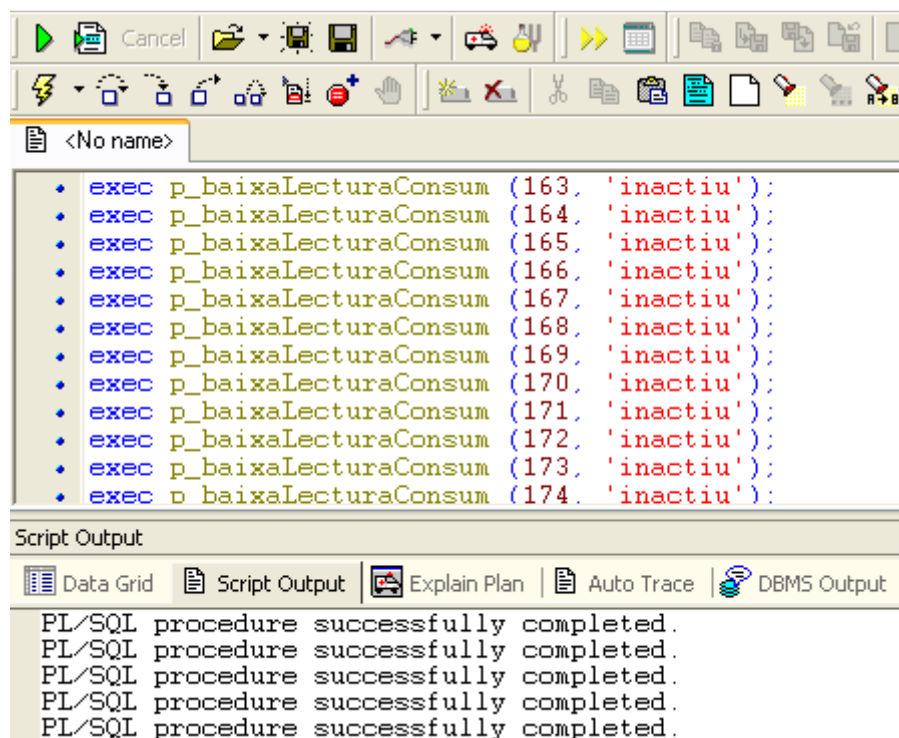 Cancel
<No name>
exec p_baixaLecturaConsum (163, 'inactiu');
exec p_baixaLecturaConsum (164, 'inactiu');
exec p_baixaLecturaConsum (165, 'inactiu');
exec p_baixaLecturaConsum (166, 'inactiu');
exec p_baixaLecturaConsum (167, 'inactiu');
exec p_baixaLecturaConsum (168, 'inactiu');
exec p_baixaLecturaConsum (169, 'inactiu');
exec p_baixaLecturaConsum (170, 'inactiu');
exec p_baixaLecturaConsum (171, 'inactiu');
exec p_baixaLecturaConsum (172, 'inactiu');
exec p_baixaLecturaConsum (173, 'inactiu');
exec p_baixaLecturaConsum (174, 'inactiu');
Script Output
Data Grid Script Output Explain Plan Auto Trace DBMS Output
PL/SQL procedure successfully completed.
PL/SQL procedure successfully completed.
PL/SQL procedure successfully completed.
PL/SQL procedure successfully completed.
PL/SQL procedure successfully completed.